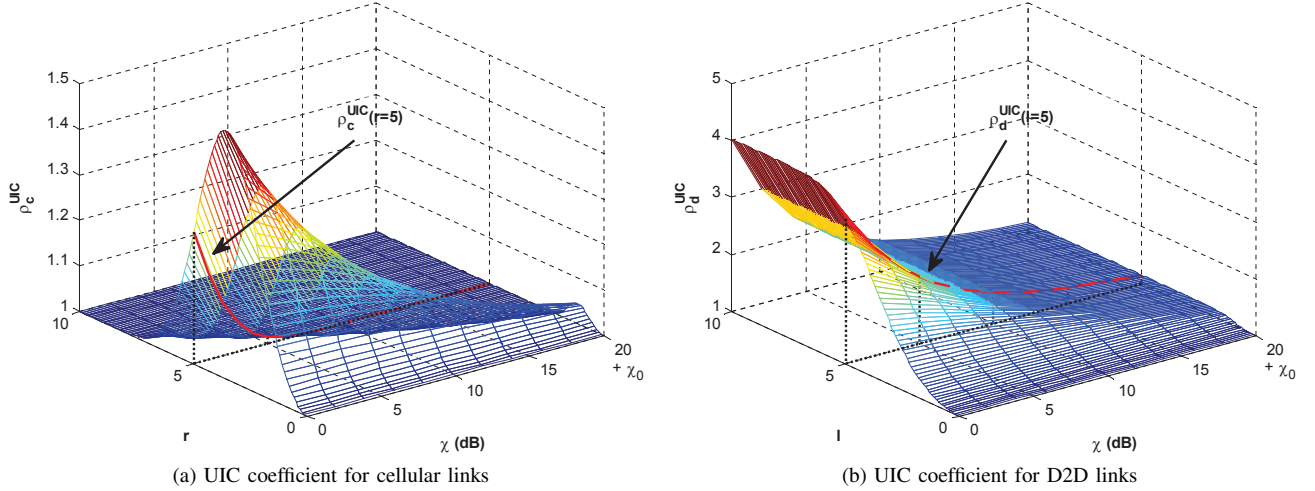 1.5
1.4
1.3
1.2
1.1
1
ρ_c^UIC
ρ_c^UIC(r=5)
10
5
0
r
0
5
10
15
20
+ χ_0
χ (dB)
(a) UIC coefficient for cellular links
5
4
3
2
1
ρ_d^UIC
ρ_d^UIC(l=5)
10
5
0
l
0
5
10
15
20
+ χ_0
χ (dB)
(b) UIC coefficient for D2D links